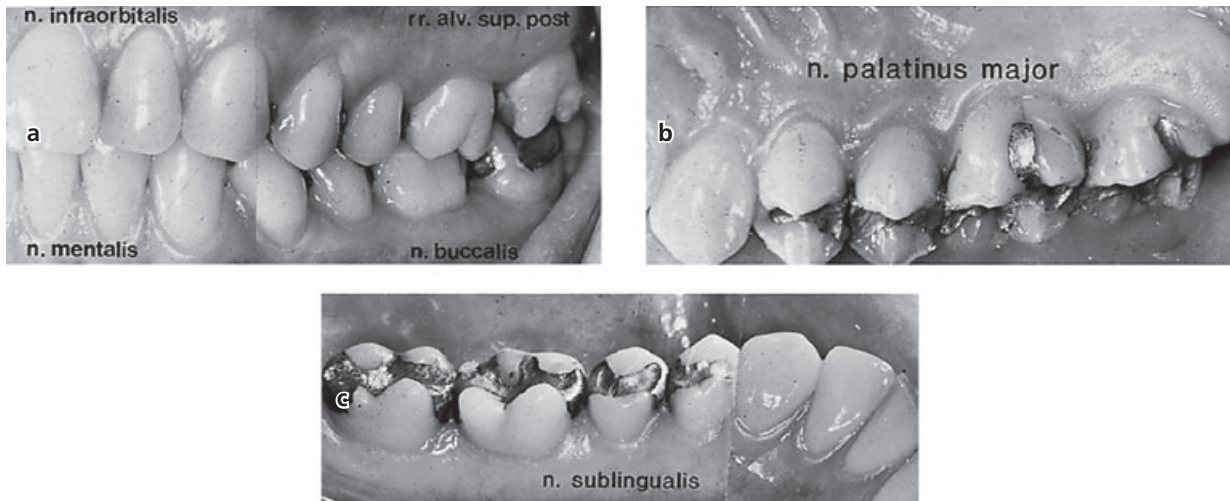 n. infraorbitalis
rr. alv. sup. post
a
n. mentalis
n. buccalis
n. palatinus major
b
c
n. sublingualis